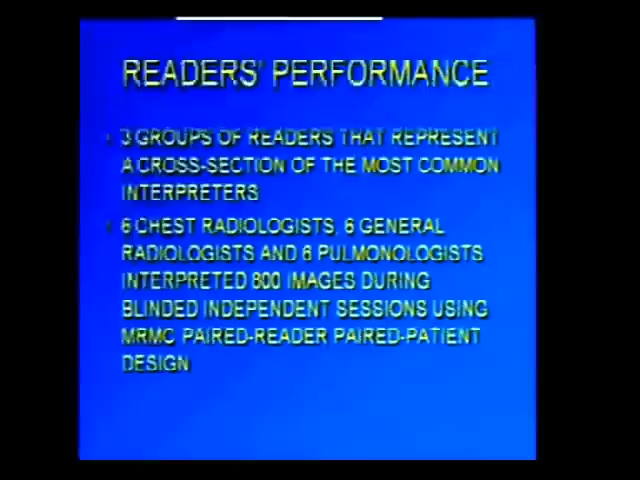 READERS' PERFORMANCE
3 GROUPS OF READERS THAT REPRESENT
A CROSS-SECTION OF THE MOST COMMON
INTERPRETERS
6 CHEST RADIOLOGISTS, 6 GENERAL
RADIOLOGISTS AND 6 PULMONOLOGISTS
INTERPRETED 800 IMAGES DURING
BLINDED INDEPENDENT SESSIONS USING
MRMC PAIRED-READER PAIRED-PATIENT
DESIGN